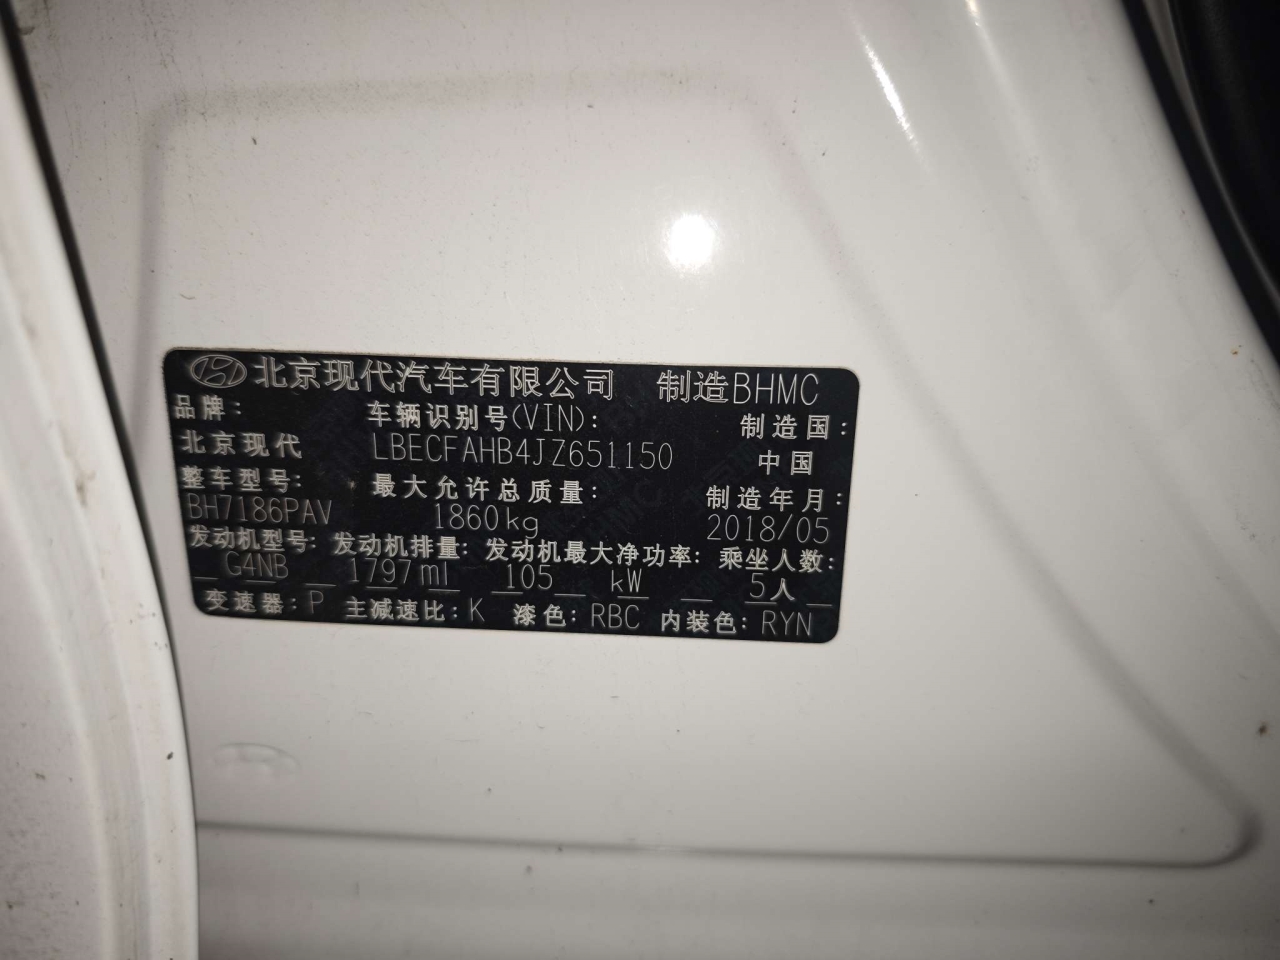 北京现代汽车有限公司 制造BHMC
品牌: 车辆识别号(VIN): 制造国:
北京现代 LBECFAHB4JZ651150 中国
整车型号: 最大允许总质量: 制造年月:
BH7186PAV 1860kg 2018/05
发动机型号: 发动机排量: 发动机最大净功率: 乘坐人数:
G4NB 1797ml 105 kW 5人
变速器: P 主减速比: K 漆色: RBC 内装色: RYN